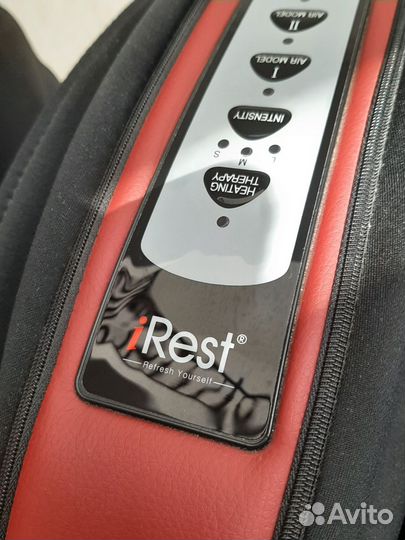 II
AIR MODEL
I
AIR MODEL
INTENSITY
S M L
HEATING
THERAPY
iRest®
Refresh Yourself
Avito